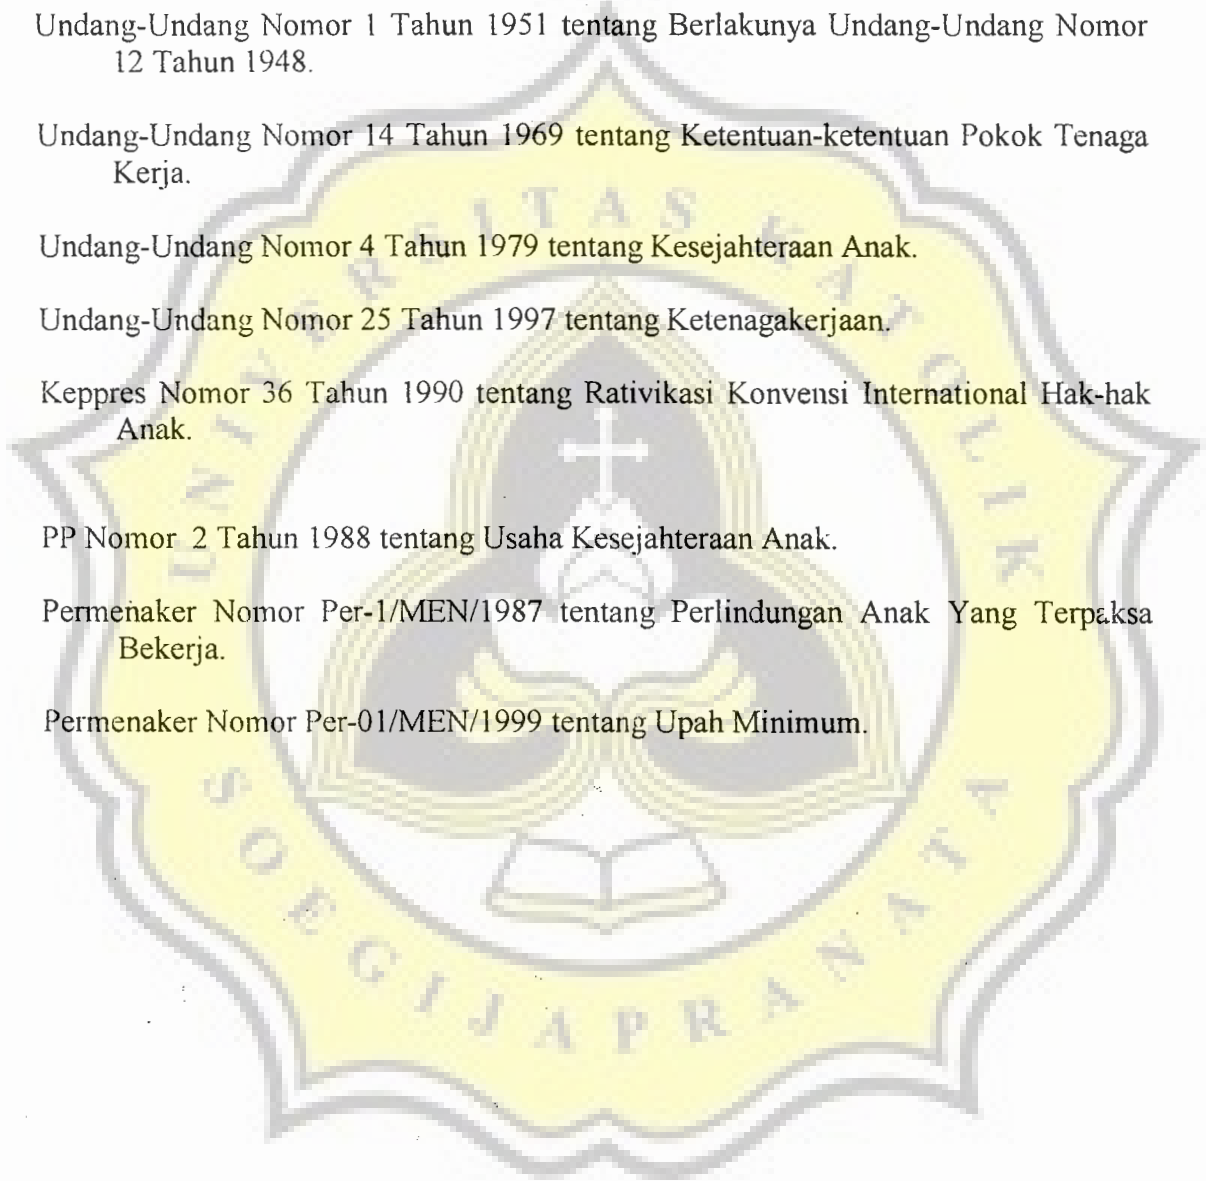 Undang-Undang Nomor 1 Tahun 1951 tentang Berlakunya Undang-Undang Nomor
12 Tahun 1948.
Undang-Undang Nomor 14 Tahun 1969 tentang Ketentuan-ketentuan Pokok Tenaga
Kerja.
Undang-Undang Nomor 4 Tahun 1979 tentang Kesejahteraan Anak.
Undang-Undang Nomor 25 Tahun 1997 tentang Ketenagakerjaan.
Keppres Nomor 36 Tahun 1990 tentang Rativikasi Konvensi International Hak-hak
Anak.
PP Nomor 2 Tahun 1988 tentang Usaha Kesejahteraan Anak.
Permenaker Nomor Per-1/MEN/1987 tentang Perlindungan Anak Yang Terpaksa
Bekerja.
Permenaker Nomor Per-01/MEN/1999 tentang Upah Minimum.
UNIVERSITAS KATOLIK
SOEGIJAPRANATA